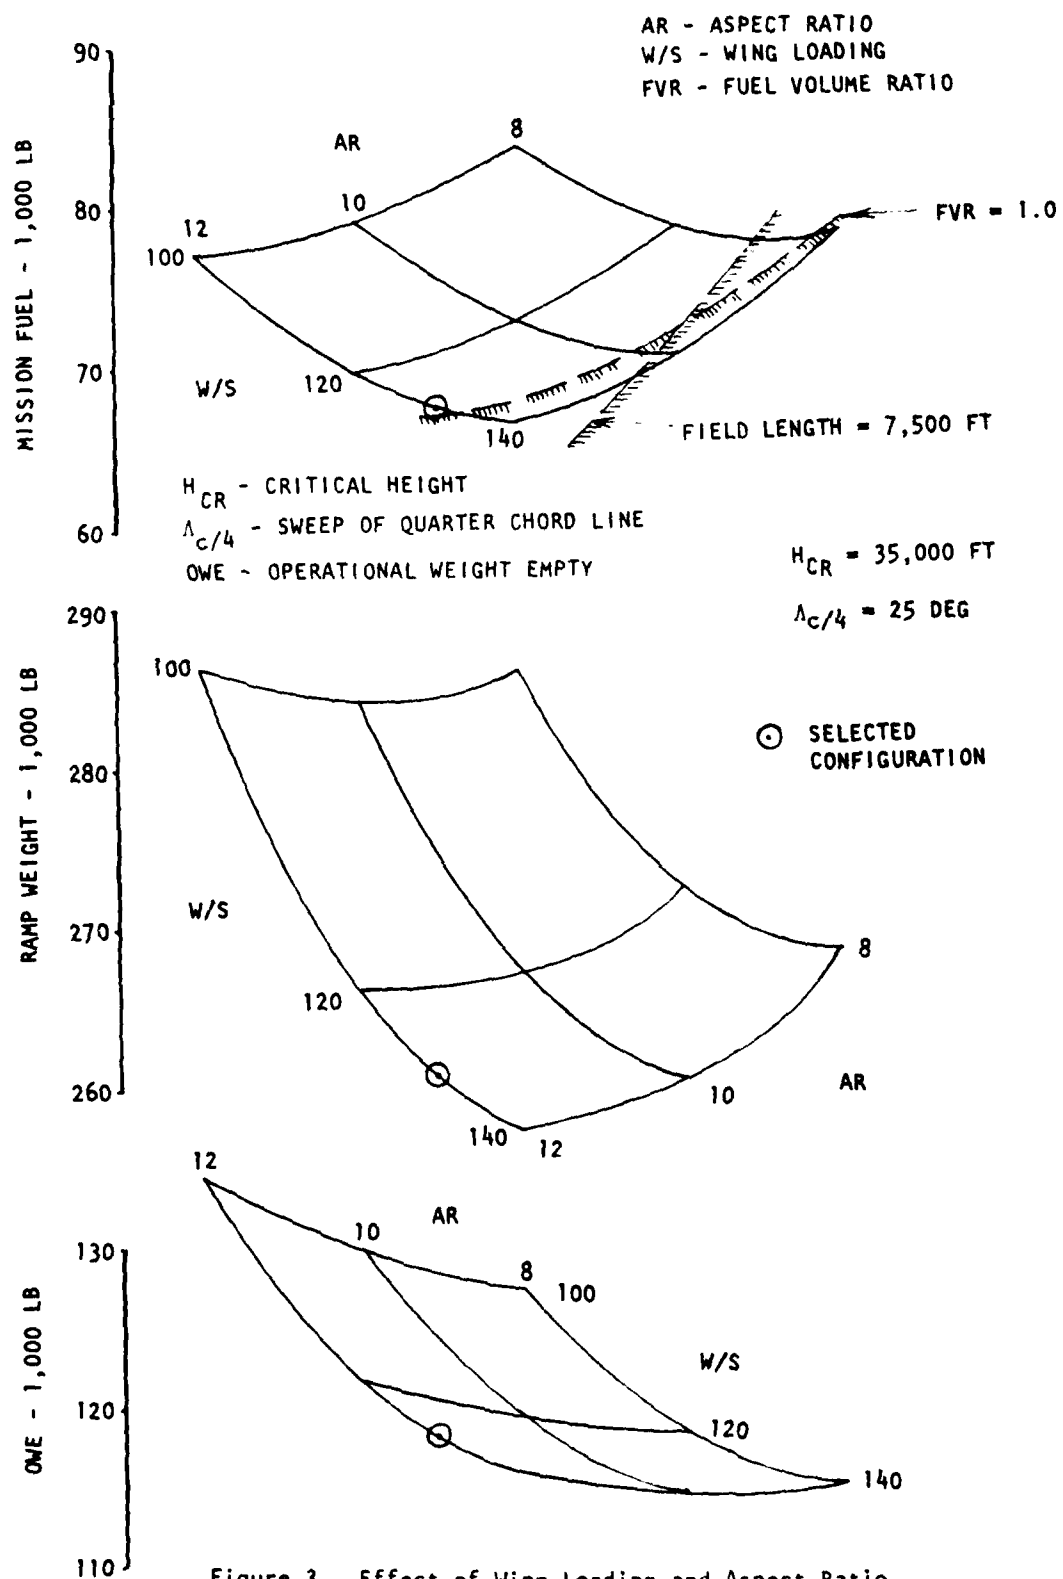 AR - ASPECT RATIO
W/S - WING LOADING
FVR - FUEL VOLUME RATIO
90
80
70
60
MISSION FUEL - 1,000 LB
AR
8
10
12
100
W/S
120
140
FVR = 1.0
FIELD LENGTH = 7,500 FT
H_CR - CRITICAL HEIGHT
Λ_c/4 - SWEEP OF QUARTER CHORD LINE
OWE - OPERATIONAL WEIGHT EMPTY
H_CR = 35,000 FT
Λ_c/4 = 25 DEG
290
280
270
260
RAMP WEIGHT - 1,000 LB
100
W/S
120
140
12
10
8
AR
SELECTED
CONFIGURATION
130
120
110
OWE - 1,000 LB
12
10
AR
8
100
W/S
120
140
Figure 3. Effect of Wing Loading and Aspect Ratio